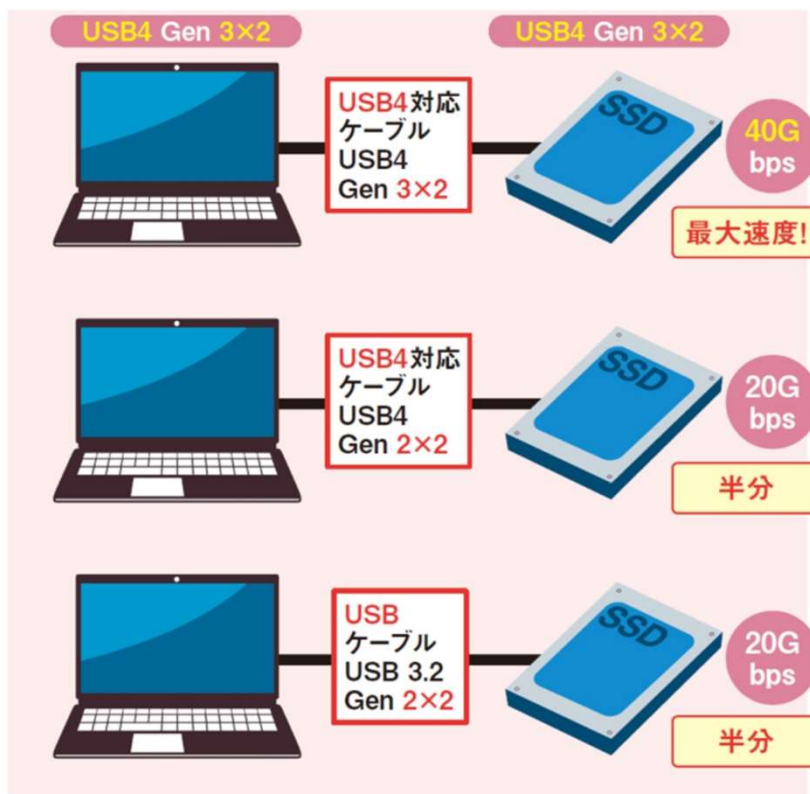 USB4 Gen 3×2
USB4 Gen 3×2
USB4対応
ケーブル
USB4
Gen 3×2
SSD
40G
bps
最大速度!
USB4対応
ケーブル
USB4
Gen 2×2
SSD
20G
bps
半分
USB
ケーブル
USB 3.2
Gen 2×2
SSD
20G
bps
半分